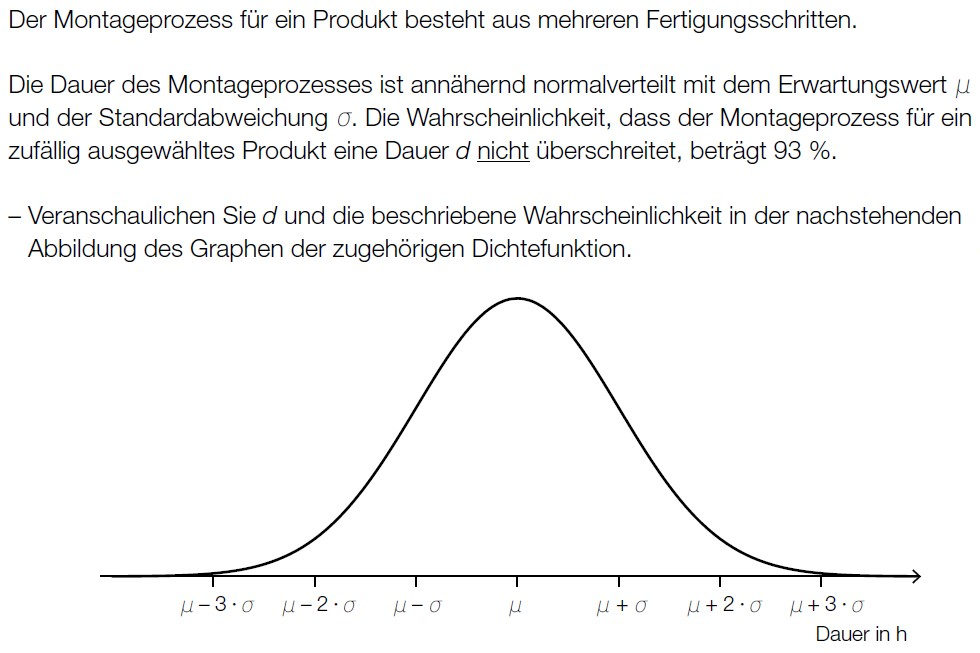 Der Montageprozess für ein Produkt besteht aus mehreren Fertigungsschritten.
Die Dauer des Montageprozesses ist annähernd normalverteilt mit dem Erwartungswert μ
und der Standardabweichung σ. Die Wahrscheinlichkeit, dass der Montageprozess für ein
zufällig ausgewähltes Produkt eine Dauer d nicht überschreitet, beträgt 93 %.
– Veranschaulichen Sie d und die beschriebene Wahrscheinlichkeit in der nachstehenden
Abbildung des Graphen der zugehörigen Dichtefunktion.
μ – 3 · σ μ – 2 · σ μ – σ μ μ + σ μ + 2 · σ μ + 3 · σ
Dauer in h